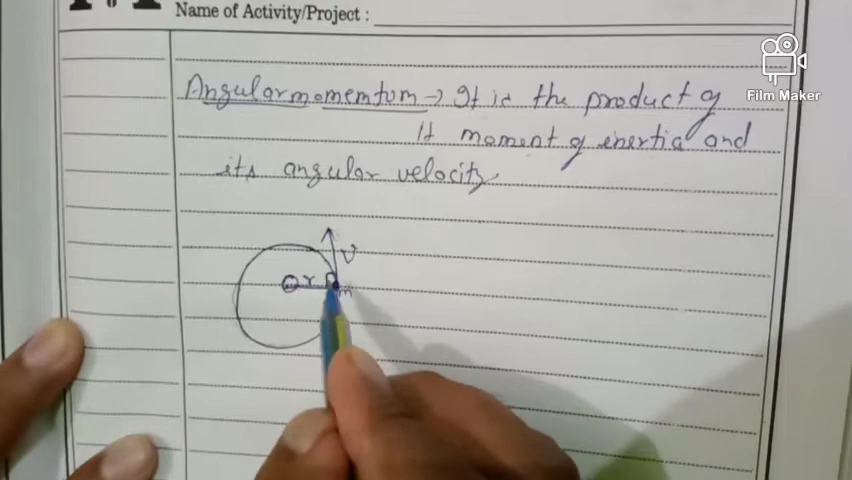 Name of Activity/Project :
Angular momentum → It is the product of
It moment of inertia and
its angular velocity
v
r
m
Film Maker